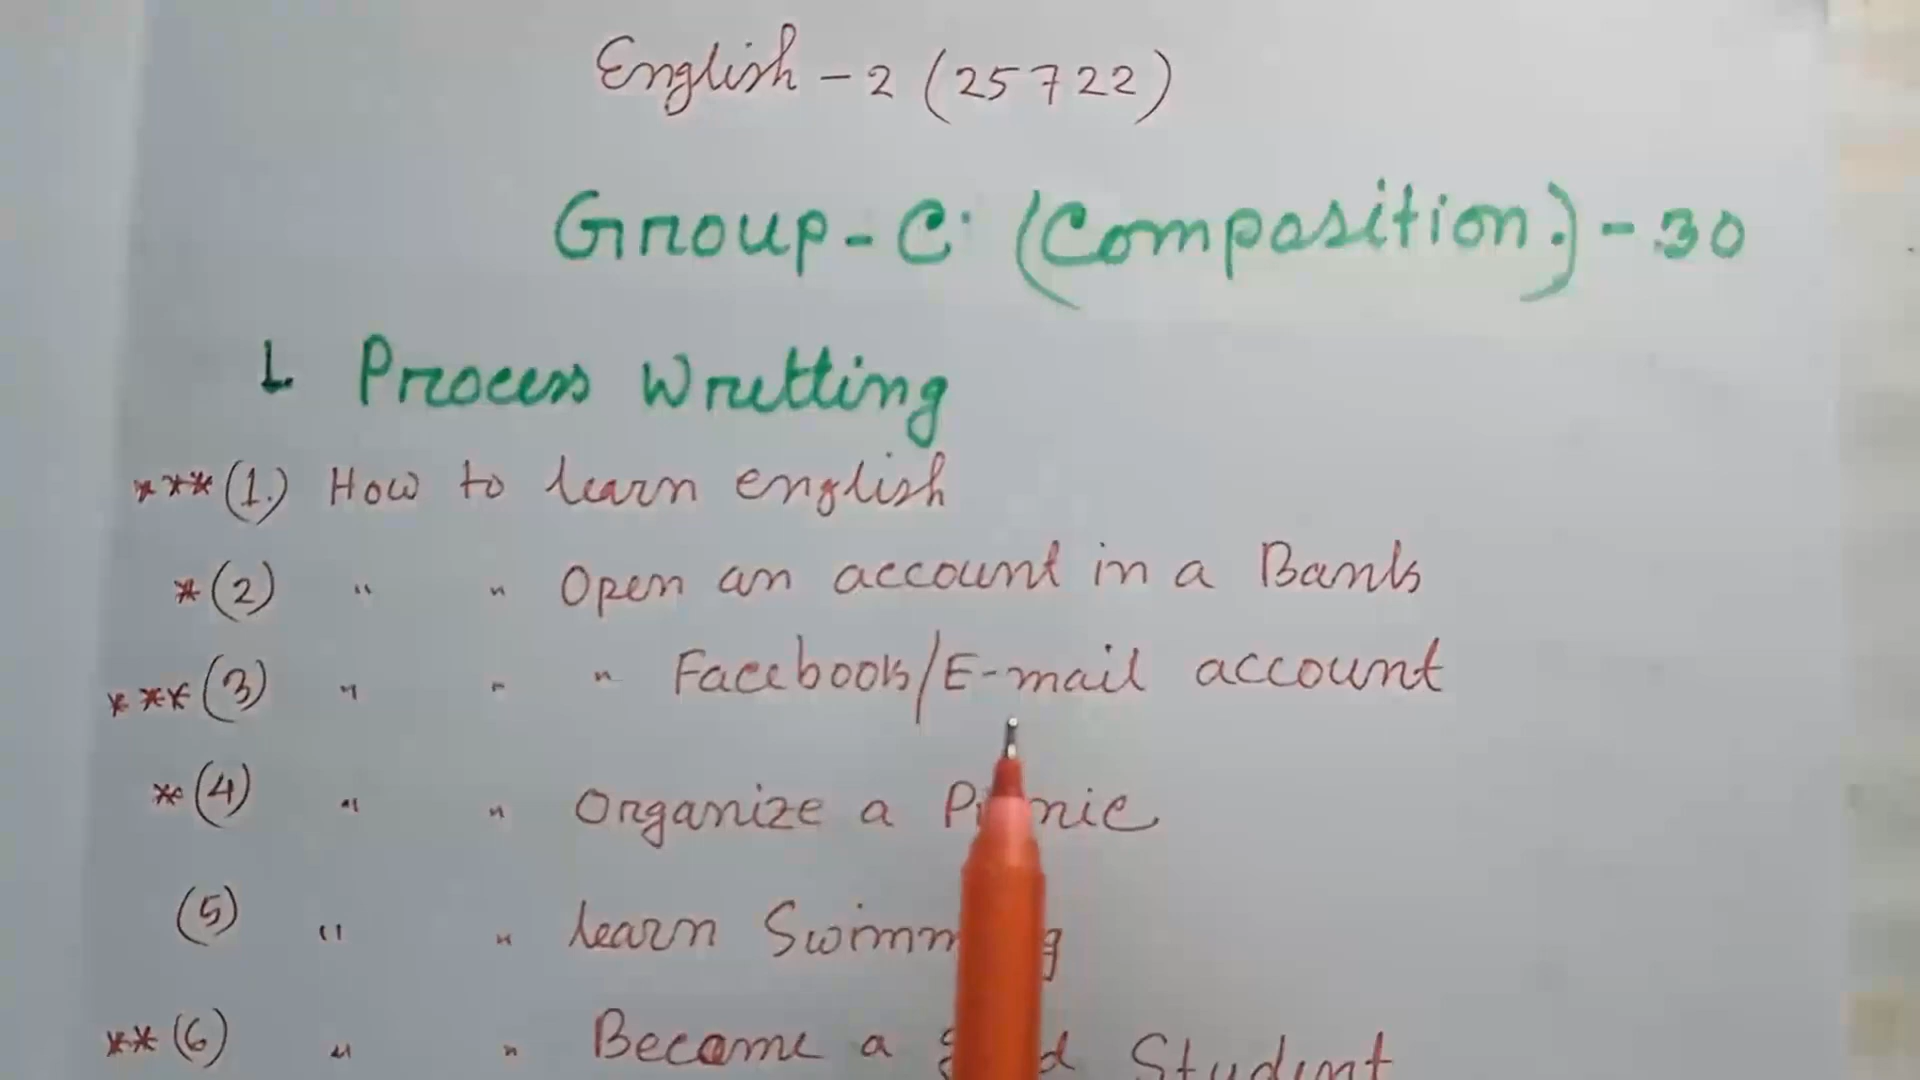 English - 2 (25722)
Group - C (Composition) - 30
1. Process Writting
***(1.) How to learn english
*(2) " " Open an account in a Bank
***(3) " " " Facebook/E-mail account
*(4) " " Organize a
(5) " " learn
**(6) " " Become a Student